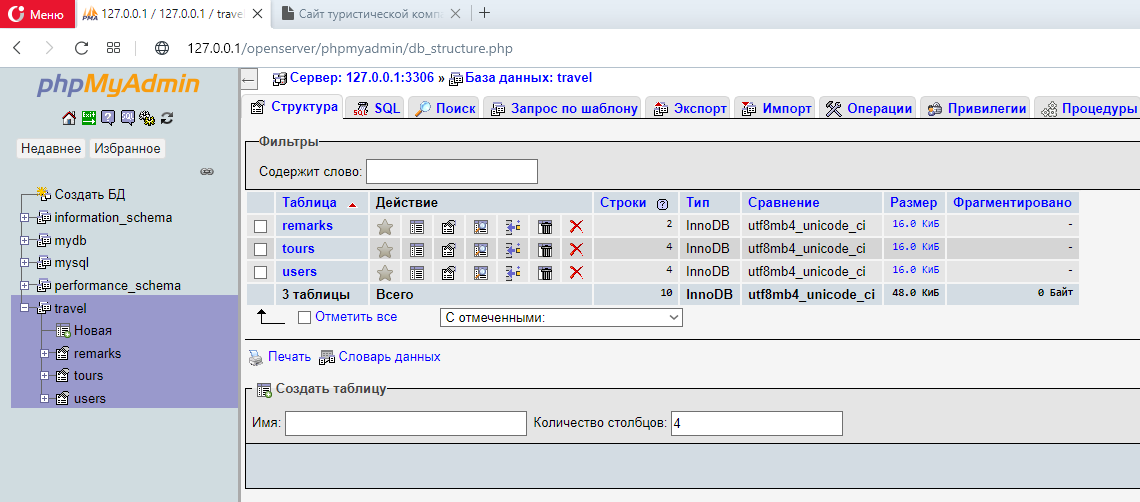 Меню
127.0.0.1 / 127.0.0.1 / trave
Сайт туристической комп
127.0.0.1/openserver/phpmyadmin/db_structure.php
phpMyAdmin
Недавнее Избранное
Создать БД
information_schema
mydb
mysql
performance_schema
travel
Новая
remarks
tours
users
Сервер: 127.0.0.1:3306 » База данных: travel
Структура SQL Поиск Запрос по шаблону Экспорт Импорт Операции Привилегии Процедуры
Фильтры
Содержит слово:
Таблица Действие Строки Тип Сравнение Размер Фрагментировано
remarks 2 InnoDB utf8mb4_unicode_ci 16.0 КиБ -
tours 4 InnoDB utf8mb4_unicode_ci 16.0 КиБ -
users 4 InnoDB utf8mb4_unicode_ci 16.0 КиБ -
3 таблицы Всего 10 InnoDB utf8mb4_unicode_ci 48.0 КиБ 0 Байт
Отметить все С отмеченными:
Печать Словарь данных
Создать таблицу
Имя: Количество столбцов: 4